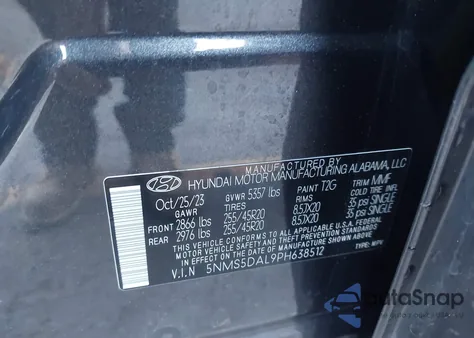 MANUFACTURED BY
HYUNDAI MOTOR MANUFACTURING ALABAMA, LLC
Oct/25/23 GVWR 5357 lbs PAINT T2G TRIM MMF
GAWR TIRES RIMS COLD TIRE INFL.
FRONT 2866 lbs 255/45R20 8.5JX20 35 psi SINGLE
REAR 2976 lbs 255/45R20 8.5JX20 35 psi SINGLE
THIS VEHICLE CONFORMS TO ALL APPLICABLE U.S. FEDERAL
MOTOR VEHICLE SAFETY AND THEFT PREVENTION STANDARDS
IN EFFECT ON THE DATE OF MANUFACTURE SHOWN ABOVE.
V.I.N 5NMS5DAL9PH638512 TYPE: MPV
AutoSnap